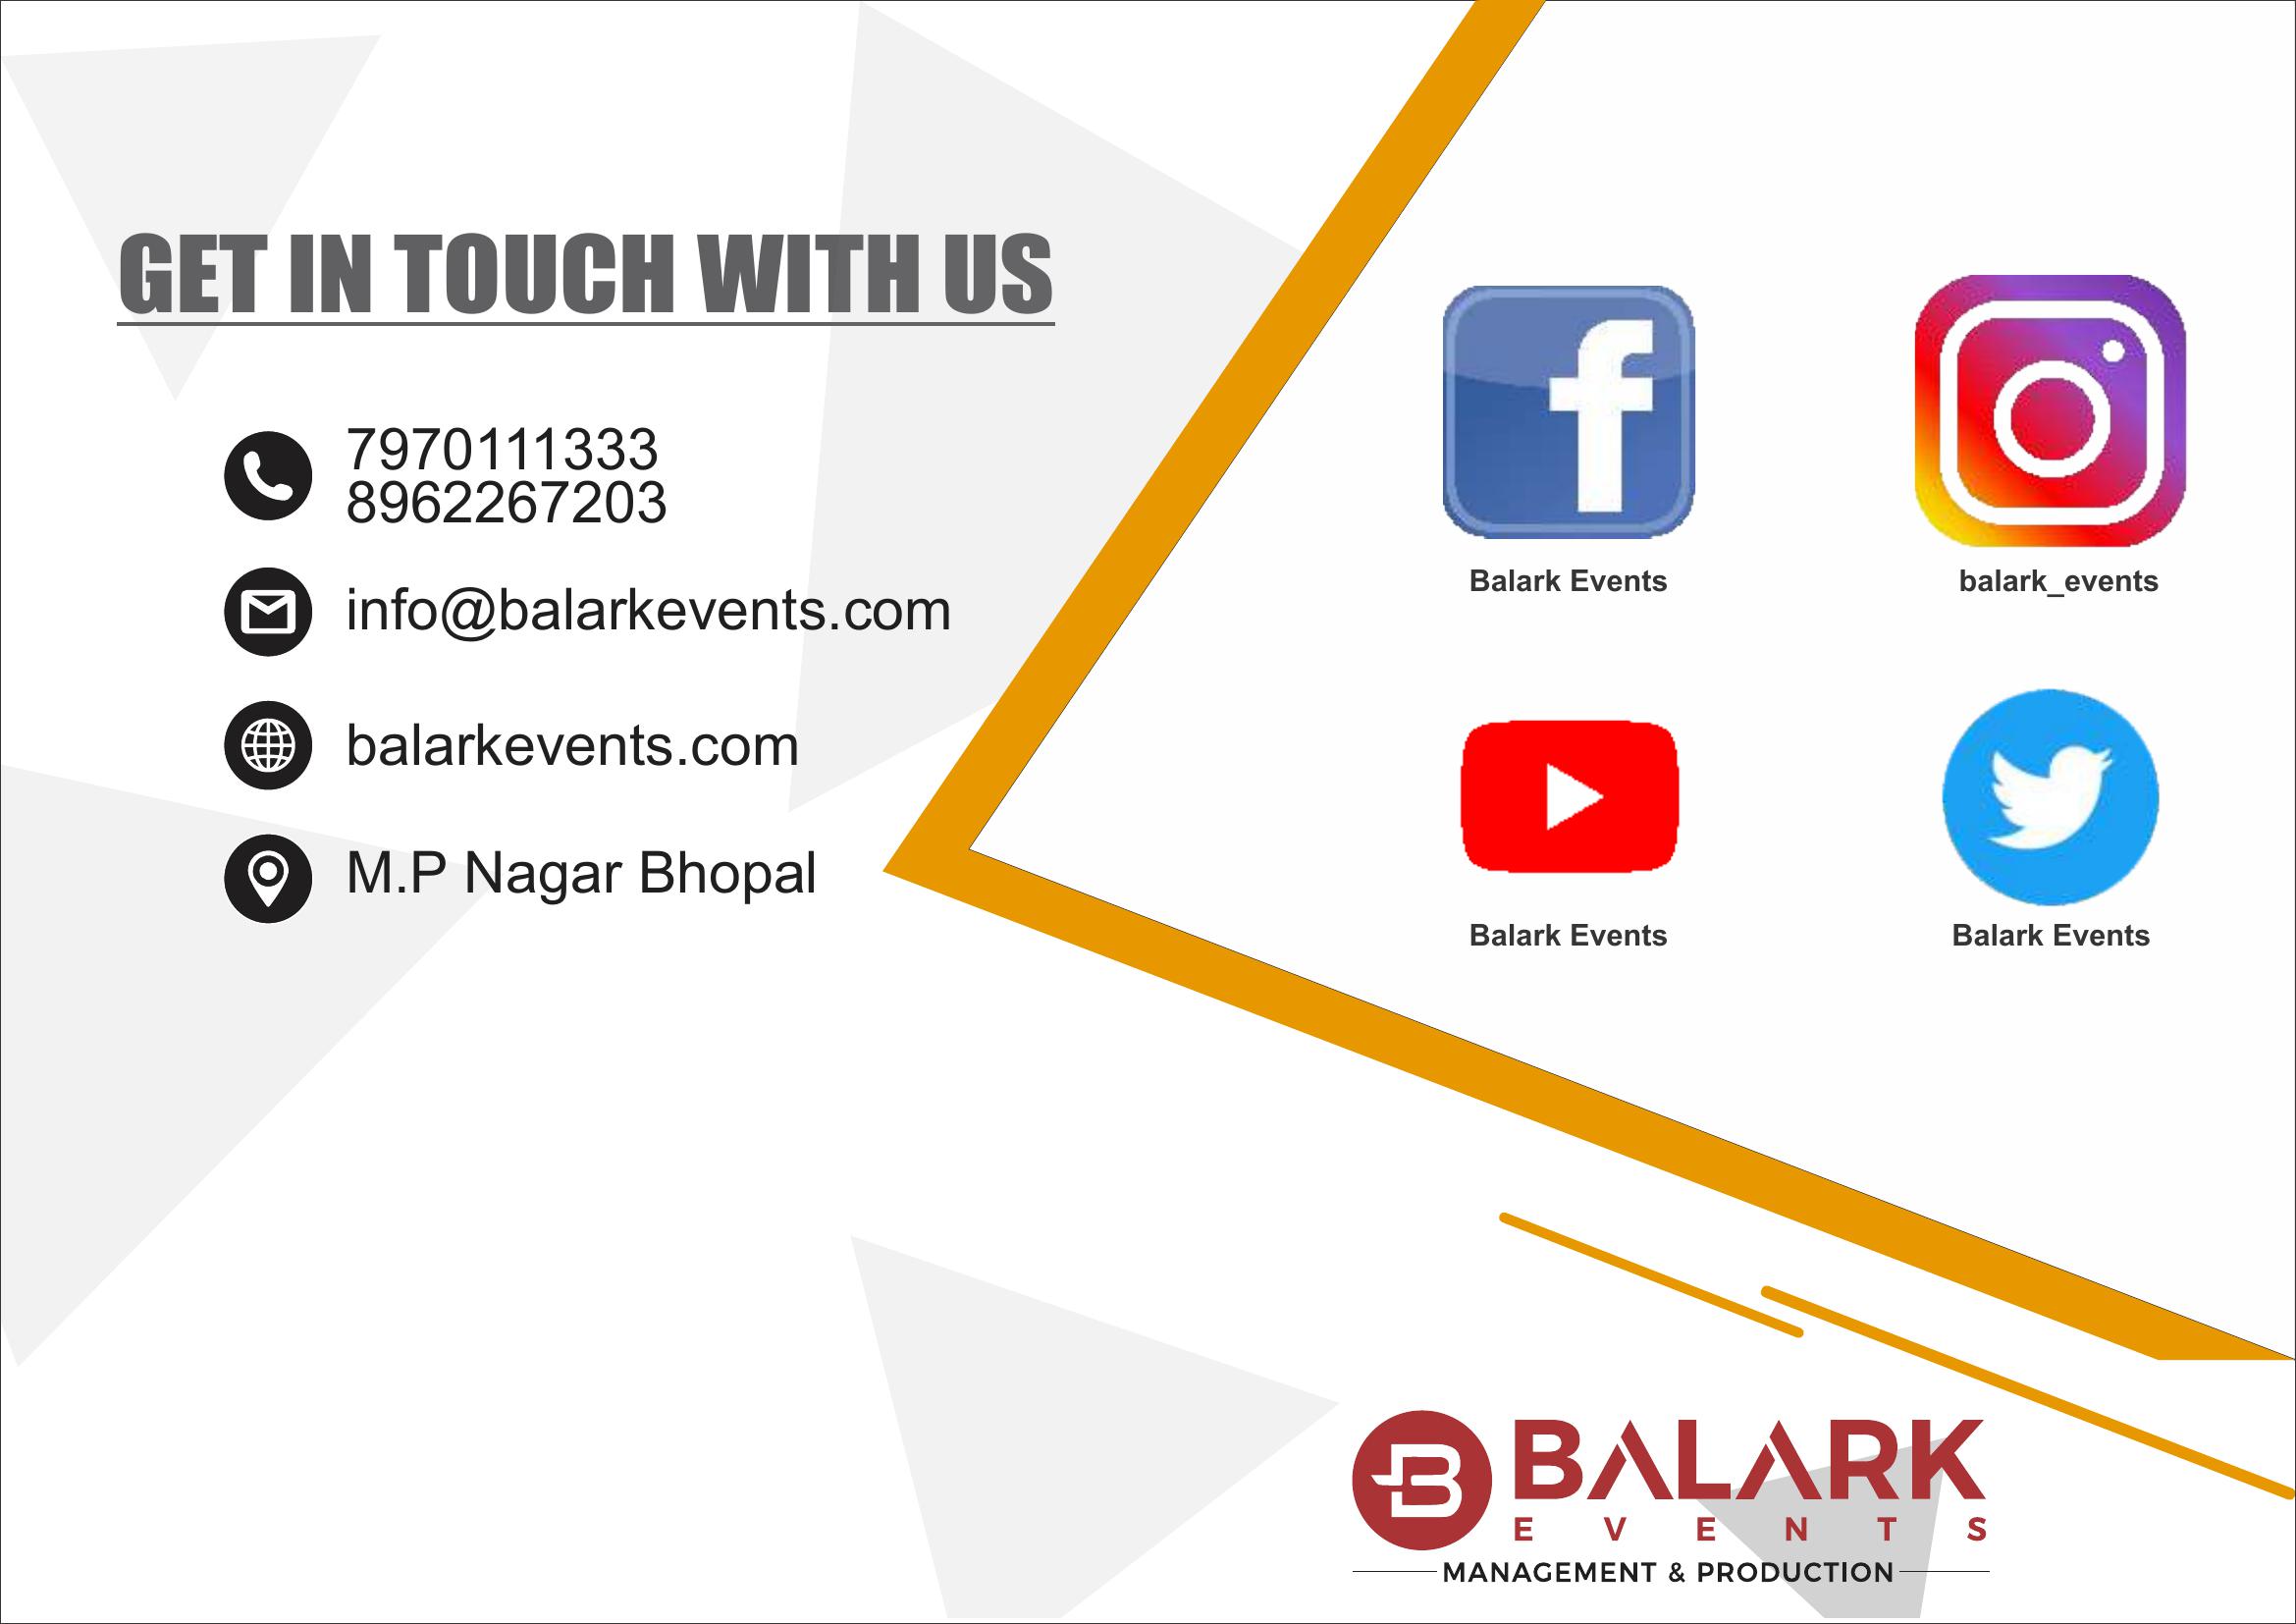 GET IN TOUCH WITH US
7970111333
8962267203
info@balarkevents.com
balarkevents.com
M.P Nagar Bhopal
Balark Events
balark_events
Balark Events
Balark Events
BALARK
EVENTS
MANAGEMENT & PRODUCTION